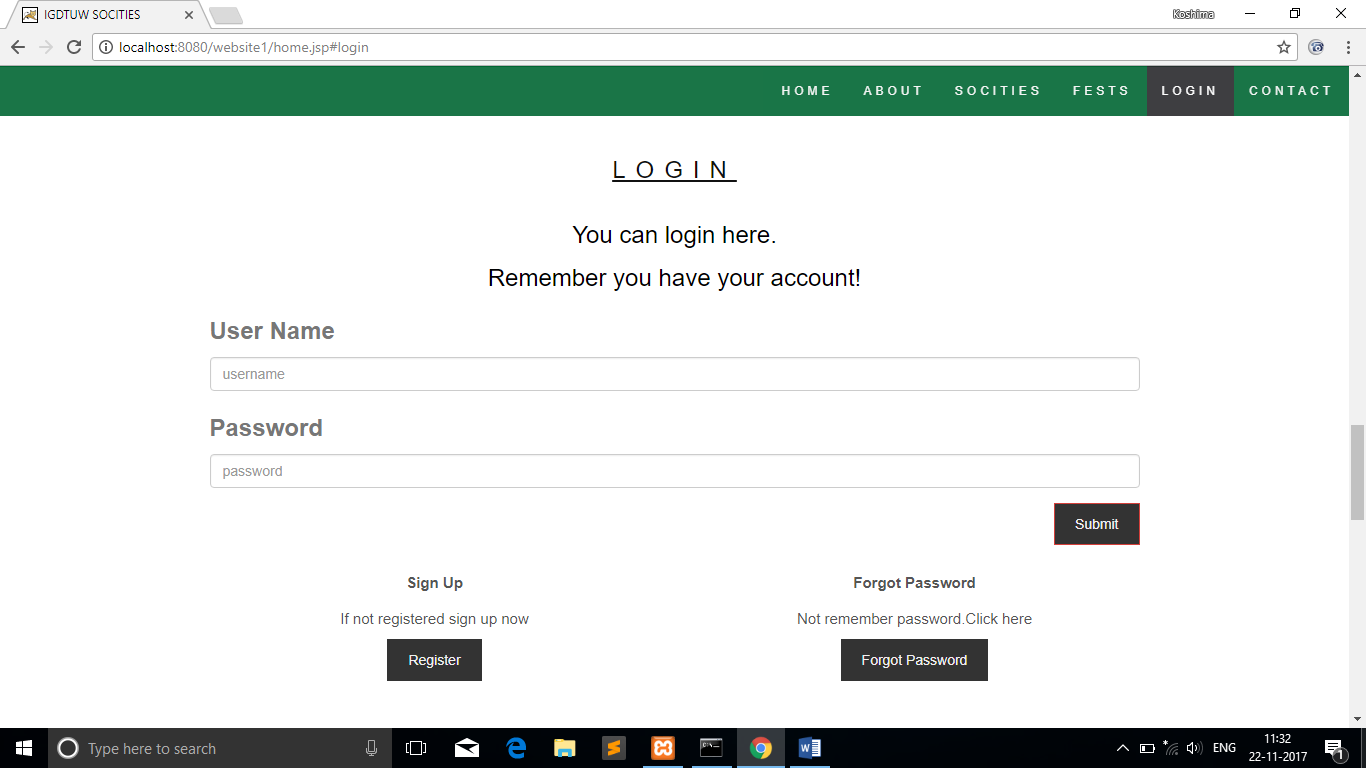 IGDTUW SOCITIES
Koshima
localhost:8080/website1/home.jsp#login
HOME ABOUT SOCITIES FESTS LOGIN CONTACT
LOGIN
You can login here.
Remember you have your account!
User Name
username
Password
password
Submit
Sign Up Forgot Password
If not registered sign up now Not remember password.Click here
Register Forgot Password
Type here to search
ENG 11:32
22-11-2017 1